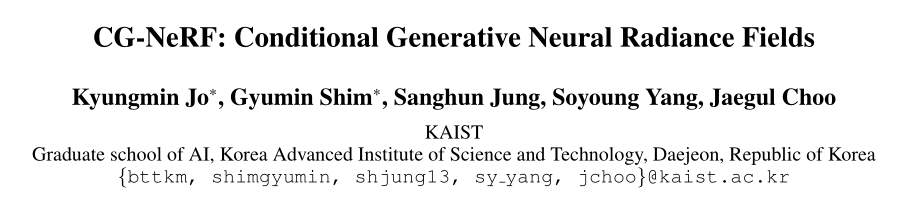 CG-NeRF: Conditional Generative Neural Radiance Fields
Kyungmin Jo*, Gyumin Shim*, Sanghun Jung, Soyoung Yang, Jaegul Choo
KAIST
Graduate school of AI, Korea Advanced Institute of Science and Technology, Daejeon, Republic of Korea
{bttkm, shimgyumin, shjung13, sy_yang, jchoo}@kaist.ac.kr